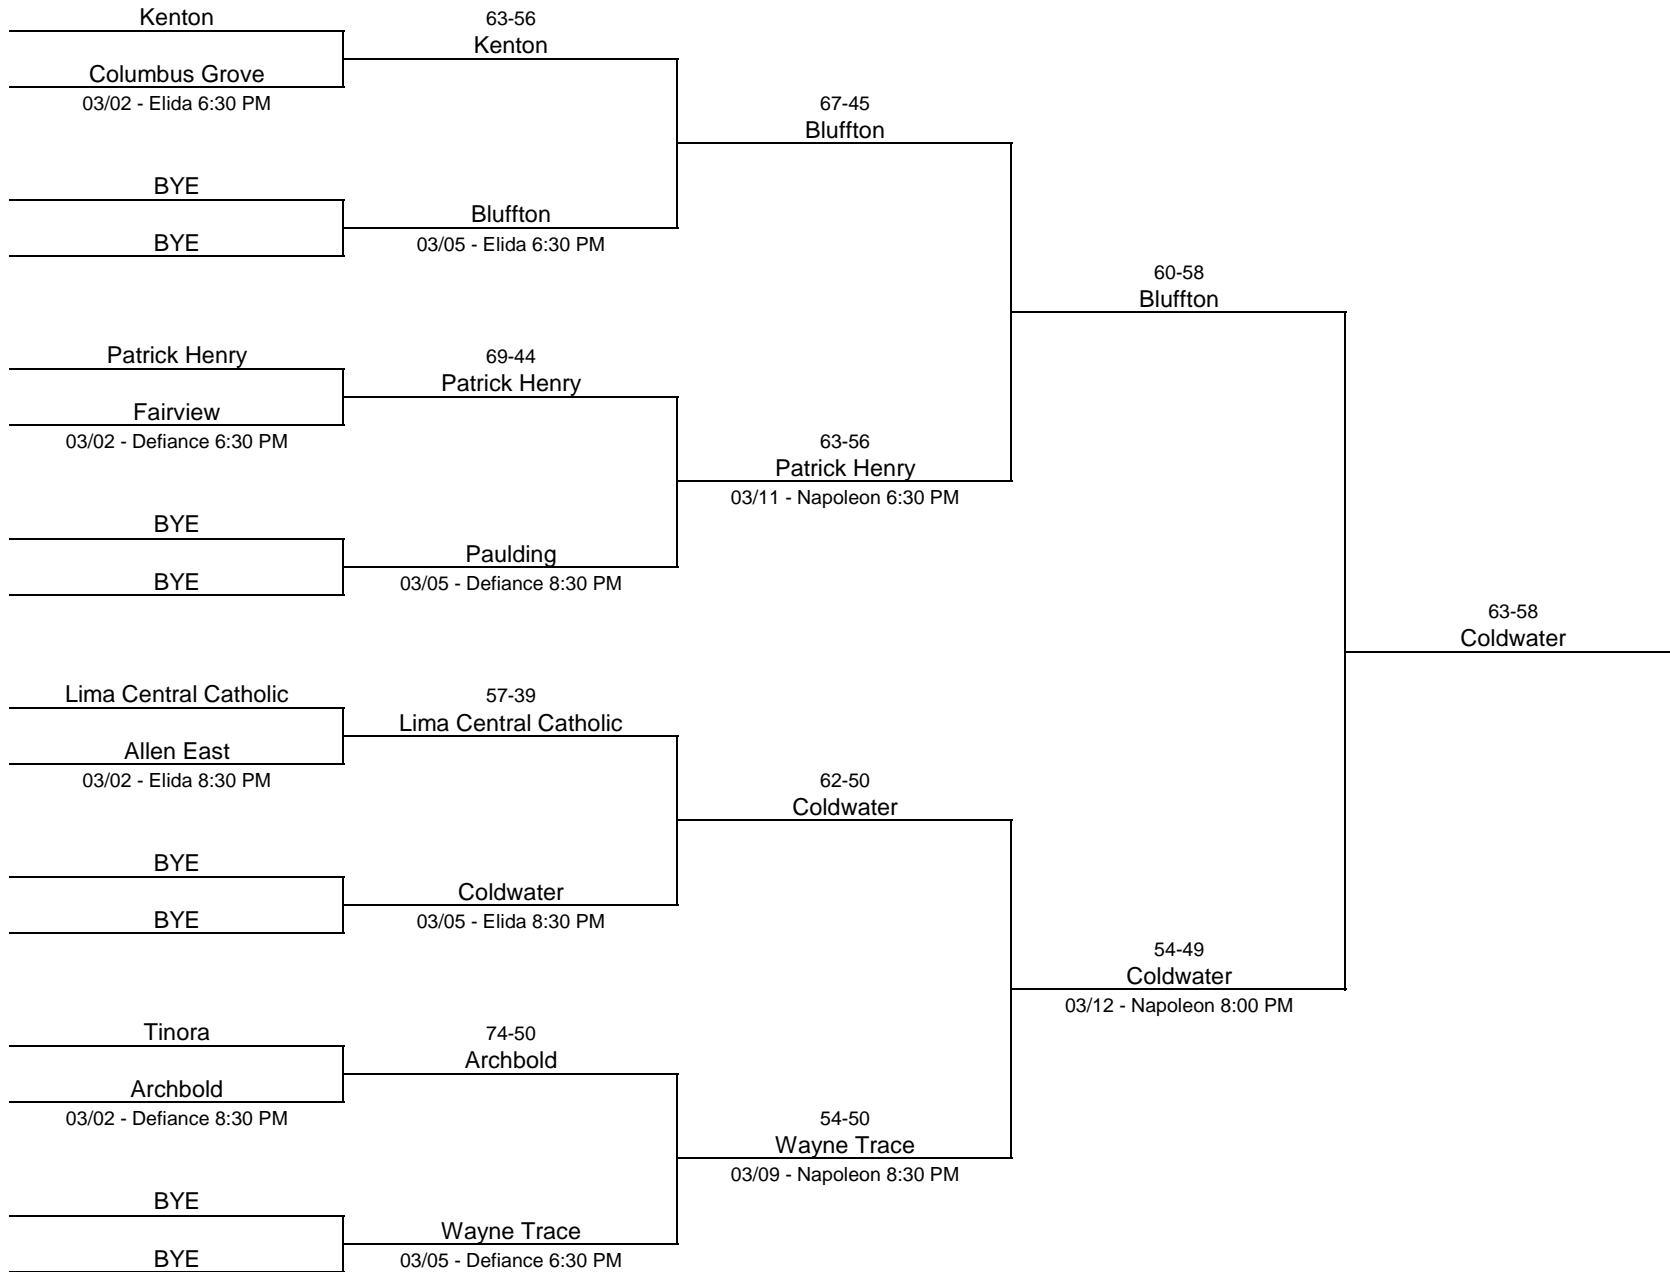 Kenton
63-56
Kenton
Columbus Grove
03/02 - Elida 6:30 PM
67-45
Bluffton
BYE
Bluffton
BYE
03/05 - Elida 6:30 PM
60-58
Bluffton
Patrick Henry
69-44
Patrick Henry
Fairview
03/02 - Defiance 6:30 PM
63-56
Patrick Henry
03/11 - Napoleon 6:30 PM
BYE
Paulding
BYE
03/05 - Defiance 8:30 PM
63-58
Coldwater
Lima Central Catholic
57-39
Lima Central Catholic
Allen East
03/02 - Elida 8:30 PM
62-50
Coldwater
BYE
Coldwater
BYE
03/05 - Elida 8:30 PM
54-49
Coldwater
03/12 - Napoleon 8:00 PM
Tinora
74-50
Archbold
Archbold
03/02 - Defiance 8:30 PM
54-50
Wayne Trace
03/09 - Napoleon 8:30 PM
BYE
Wayne Trace
BYE
03/05 - Defiance 6:30 PM